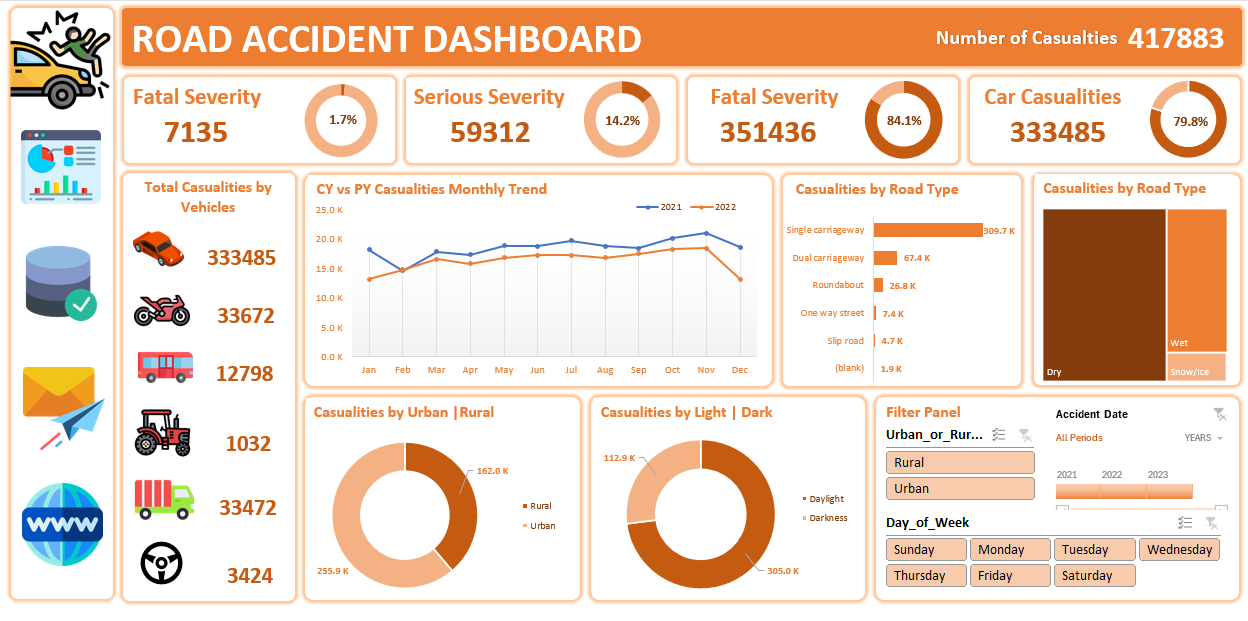 ROAD ACCIDENT DASHBOARD
Number of Casualties 417883
Fatal Severity
7135
1.7%
Serious Severity
59312
14.2%
Fatal Severity
351436
84.1%
Car Casualities
333485
79.8%
Total Casualities by
Vehicles
333485
33672
12798
1032
33472
3424
WWW
CY vs PY Casualities Monthly Trend
2021 2022
25.0 K
20.0 K
15.0 K
10.0 K
5.0 K
0.0 K
Jan Feb Mar Apr May Jun Jul Aug Sep Oct Nov Dec
Casualities by Road Type
Single carriageway 309.7 K
Dual carriageway 67.4 K
Roundabout 26.8 K
One way street 7.4 K
Slip road 4.7 K
(blank) 1.9 K
Casualities by Road Type
Dry
Wet
Snow/Ice
Casualities by Urban |Rural
162.0 K
255.9 K
Rural
Urban
Casualities by Light | Dark
112.9 K
305.0 K
Daylight
Darkness
Filter Panel
Urban_or_Rur...
Rural
Urban
Accident Date
All Periods YEARS
2021 2022 2023
Day_of_Week
Sunday Monday Tuesday Wednesday
Thursday Friday Saturday